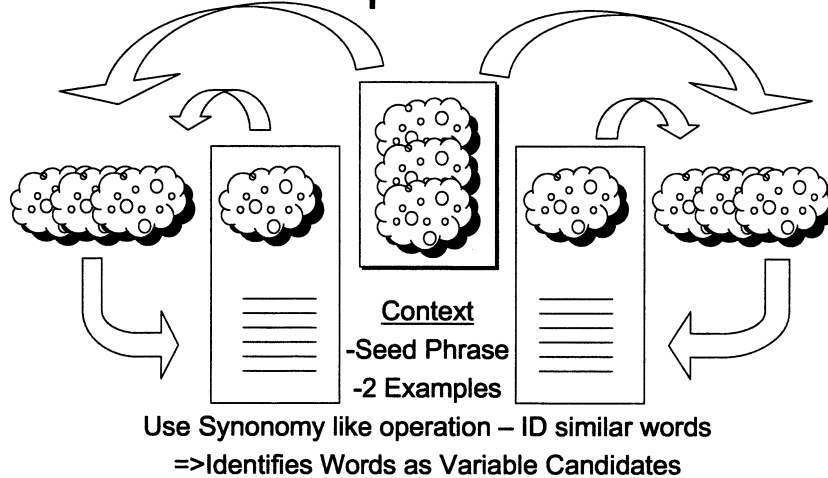 Context
-Seed Phrase
-2 Examples
Use Synonomy like operation – ID similar words
=>Identifies Words as Variable Candidates